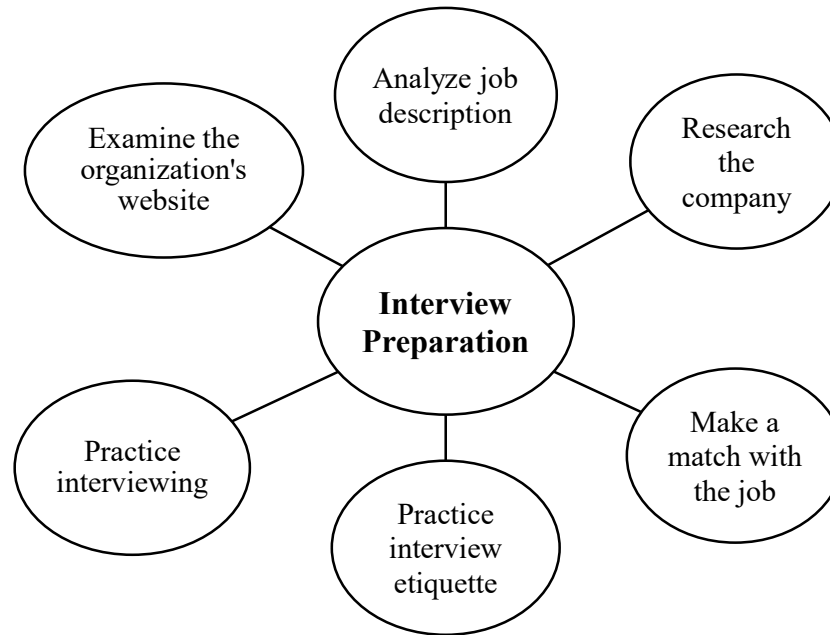 Analyze job
description
Research
the
company
Examine the
organization's
website
Interview
Preparation
Make a
match with
the job
Practice
interviewing
Practice
interview
etiquette